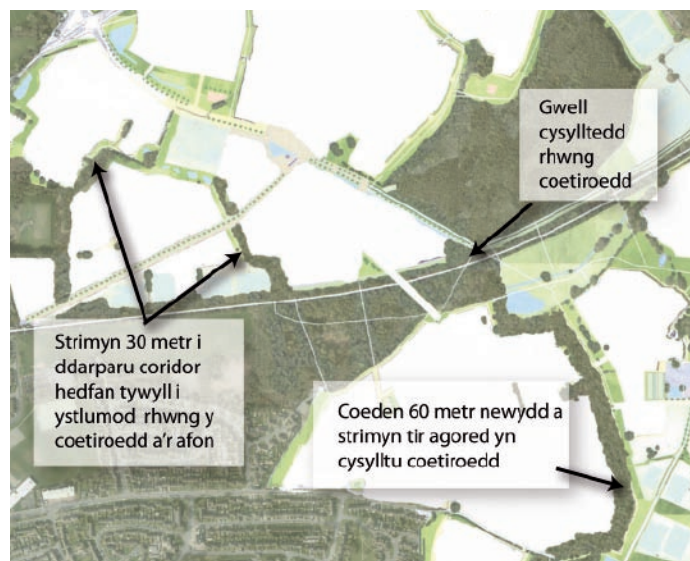 Gwell
cysylltedd
rhwng
coetiroedd
Strimyn 30 metr i
ddarparu coridor
hedfan tywyll i
ystlumod rhwng y
coetiroedd a'r afon
Coeden 60 metr newydd a
strimyn tir agored yn
cysylltu coetiroedd